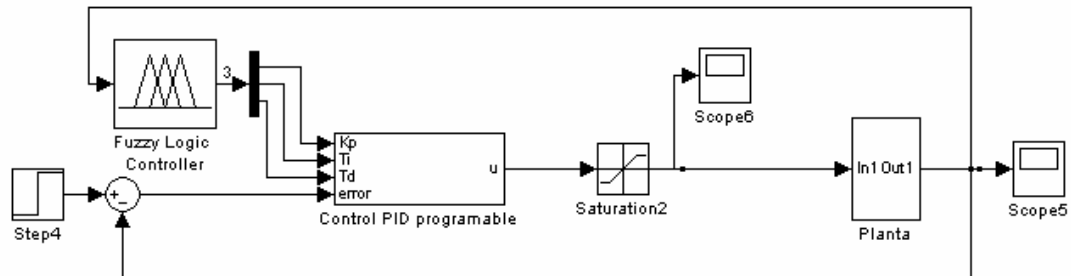 3
Fuzzy Logic
Controller
Kp
Ti
Td
error
u
Control PID programable
Step4
+
−
Saturation2
Scope6
In1 Out1
Planta
Scope5